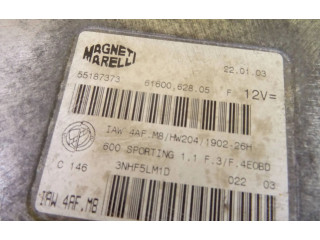 MAGNETI
MARELLI
22.01.03
55187373 61600,628.05 F. 12V=
IAW 4AF.M8/HW204/1902-26H
600 SPORTING 1.1 F.3/F.4EOBD
3NHF5LM1D
C 146 022 03
IAW 4AF.M8